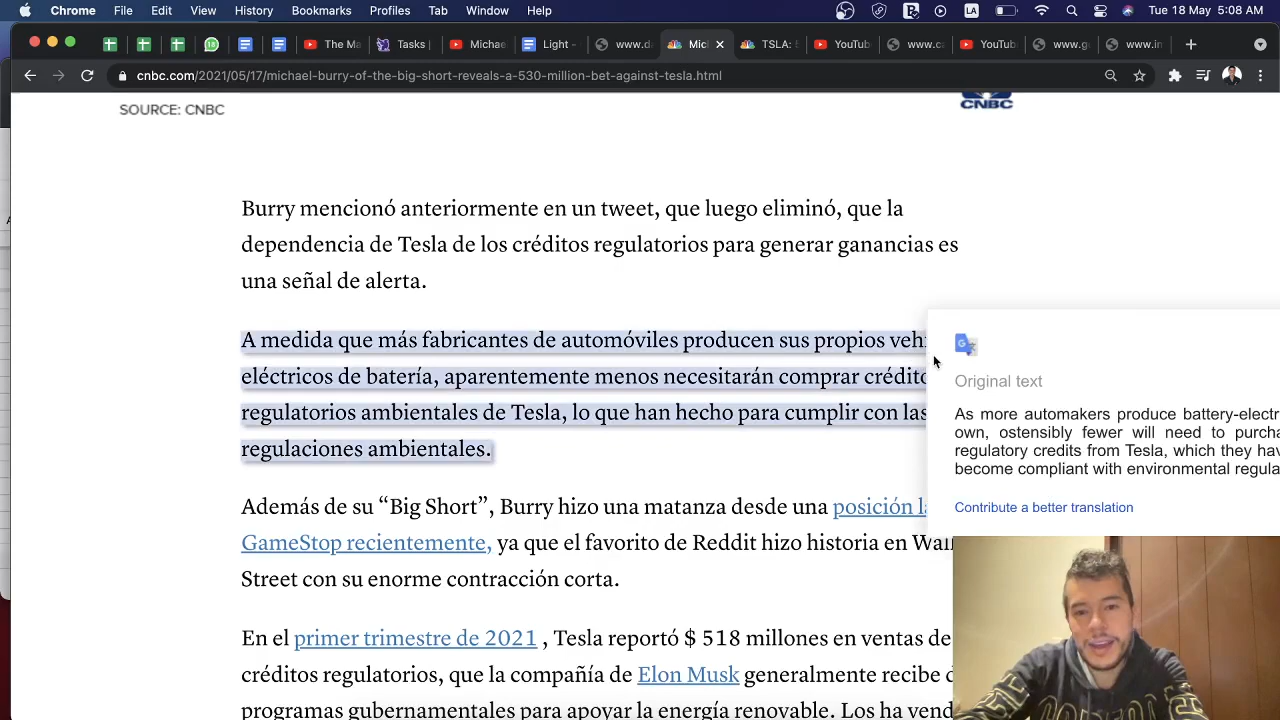 Chrome File Edit View History Bookmarks Profiles Tab Window Help LA Tue 18 May 5:08 AM
The Ma Tasks Michae Light - www.d Mic TSLA: YouTub www.c YouTub www.g www.in
cnbc.com/2021/05/17/michael-burry-of-the-big-short-reveals-a-530-million-bet-against-tesla.html
SOURCE: CNBC
CNBC
Burry mencionó anteriormente en un tweet, que luego eliminó, que la
dependencia de Tesla de los créditos regulatorios para generar ganancias es
una señal de alerta.
A medida que más fabricantes de automóviles producen sus propios veh
eléctricos de batería, aparentemente menos necesitarán comprar crédito
regulatorios ambientales de Tesla, lo que han hecho para cumplir con las
regulaciones ambientales.
Original text
As more automakers produce battery-electr
own, ostensibly fewer will need to purcha
regulatory credits from Tesla, which they hav
become compliant with environmental regula
Contribute a better translation
Además de su “Big Short”, Burry hizo una matanza desde una posición la
GameStop recientemente, ya que el favorito de Reddit hizo historia en Wall
Street con su enorme contracción corta.
En el primer trimestre de 2021 , Tesla reportó $ 518 millones en ventas de
créditos regulatorios, que la compañía de Elon Musk generalmente recibe d
programas gubernamentales para apoyar la energía renovable. Los ha vend